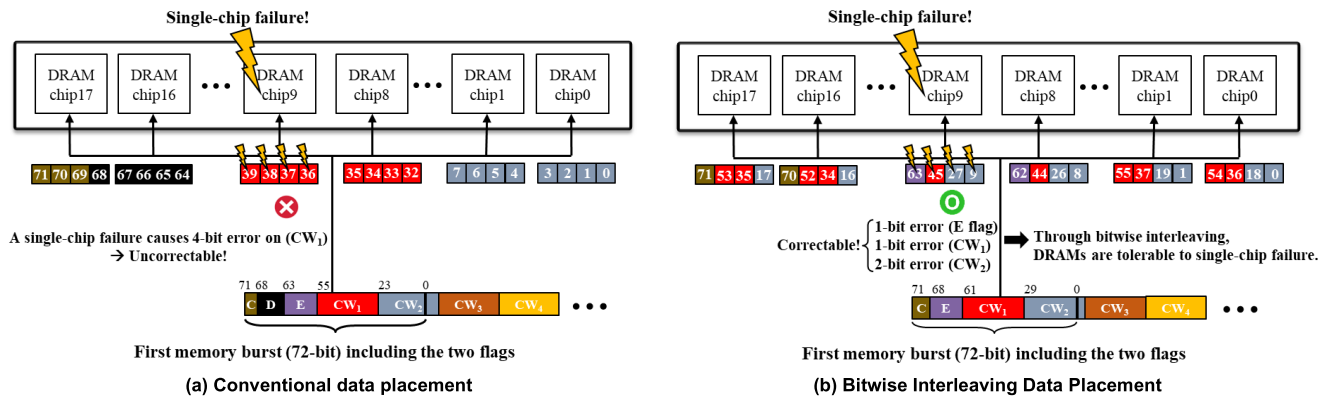 Single-chip failure!
DRAM chip17
DRAM chip16
DRAM chip9
DRAM chip8
DRAM chip1
DRAM chip0
71 70 69 68
67 66 65 64
39 38 37 36
35 34 33 32
7 6 5 4
3 2 1 0
A single-chip failure causes 4-bit error on (CW₁)
→ Uncorrectable!
71 68 63 55 23 0
C D E CW₁ CW₂ CW₃ CW₄
First memory burst (72-bit) including the two flags
(a) Conventional data placement
Single-chip failure!
DRAM chip17
DRAM chip16
DRAM chip9
DRAM chip8
DRAM chip1
DRAM chip0
71 53 35 17
70 52 34 16
63 45 27 9
62 44 26 8
55 37 19 1
54 36 18 0
Correctable!
1-bit error (E flag)
1-bit error (CW₁)
2-bit error (CW₂)
Through bitwise interleaving,
DRAMs are tolerable to single-chip failure.
71 68 61 29 0
C E CW₁ CW₂ CW₃ CW₄
First memory burst (72-bit) including the two flags
(b) Bitwise Interleaving Data Placement